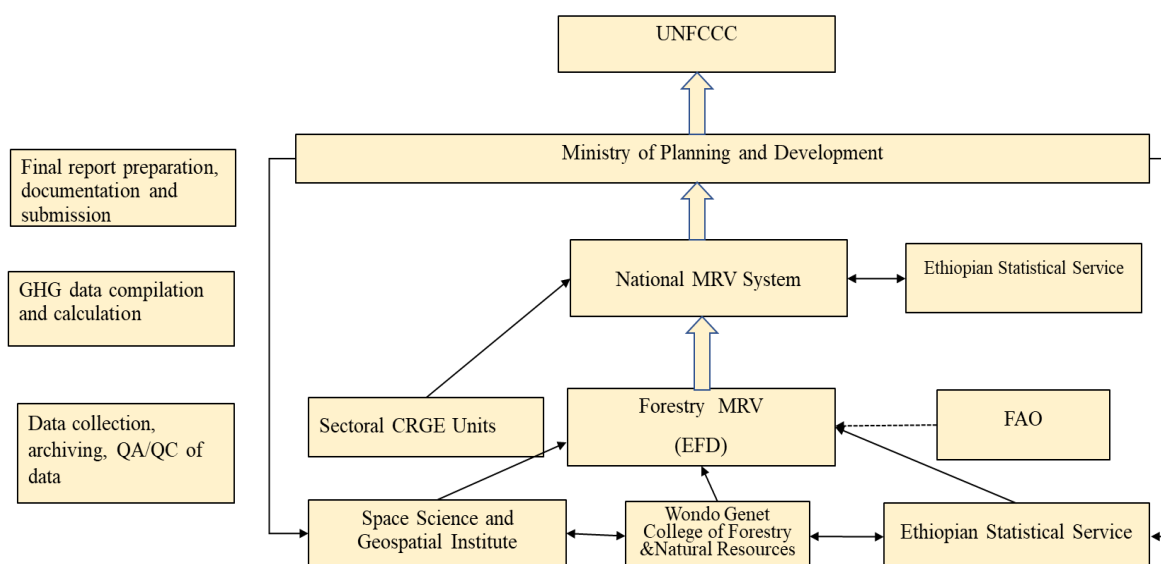 UNFCCC
Ministry of Planning and Development
Final report preparation,
documentation and
submission
National MRV System
Ethiopian Statistical Service
GHG data compilation
and calculation
Sectoral CRGE Units
Forestry MRV
(EFD)
FAO
Data collection,
archiving, QA/QC of
data
Space Science and
Geospatial Institute
Wondo Genet
College of Forestry
&Natural Resources
Ethiopian Statistical Service